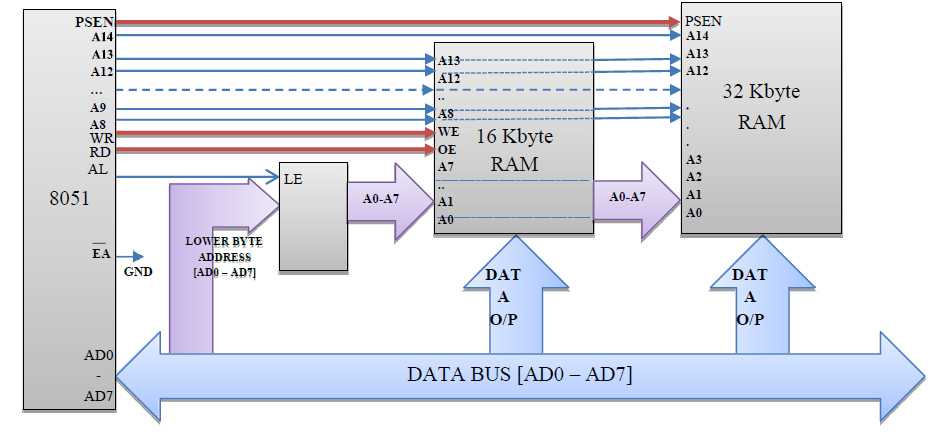 PSEN
A14
A13
A12
...
A9
A8
WR
RD
AL
8051
EA
GND
AD0
-
AD7
LE
LOWER BYTE
ADDRESS
[AD0 – AD7]
A0-A7
A13
A12
..
A8
WE
OE
A7
..
A1
A0
16 Kbyte
RAM
A0-A7
PSEN
A14
A13
A12
.
.
.
A3
A2
A1
A0
32 Kbyte
RAM
DAT
A
O/P
DAT
A
O/P
DATA BUS [AD0 – AD7]